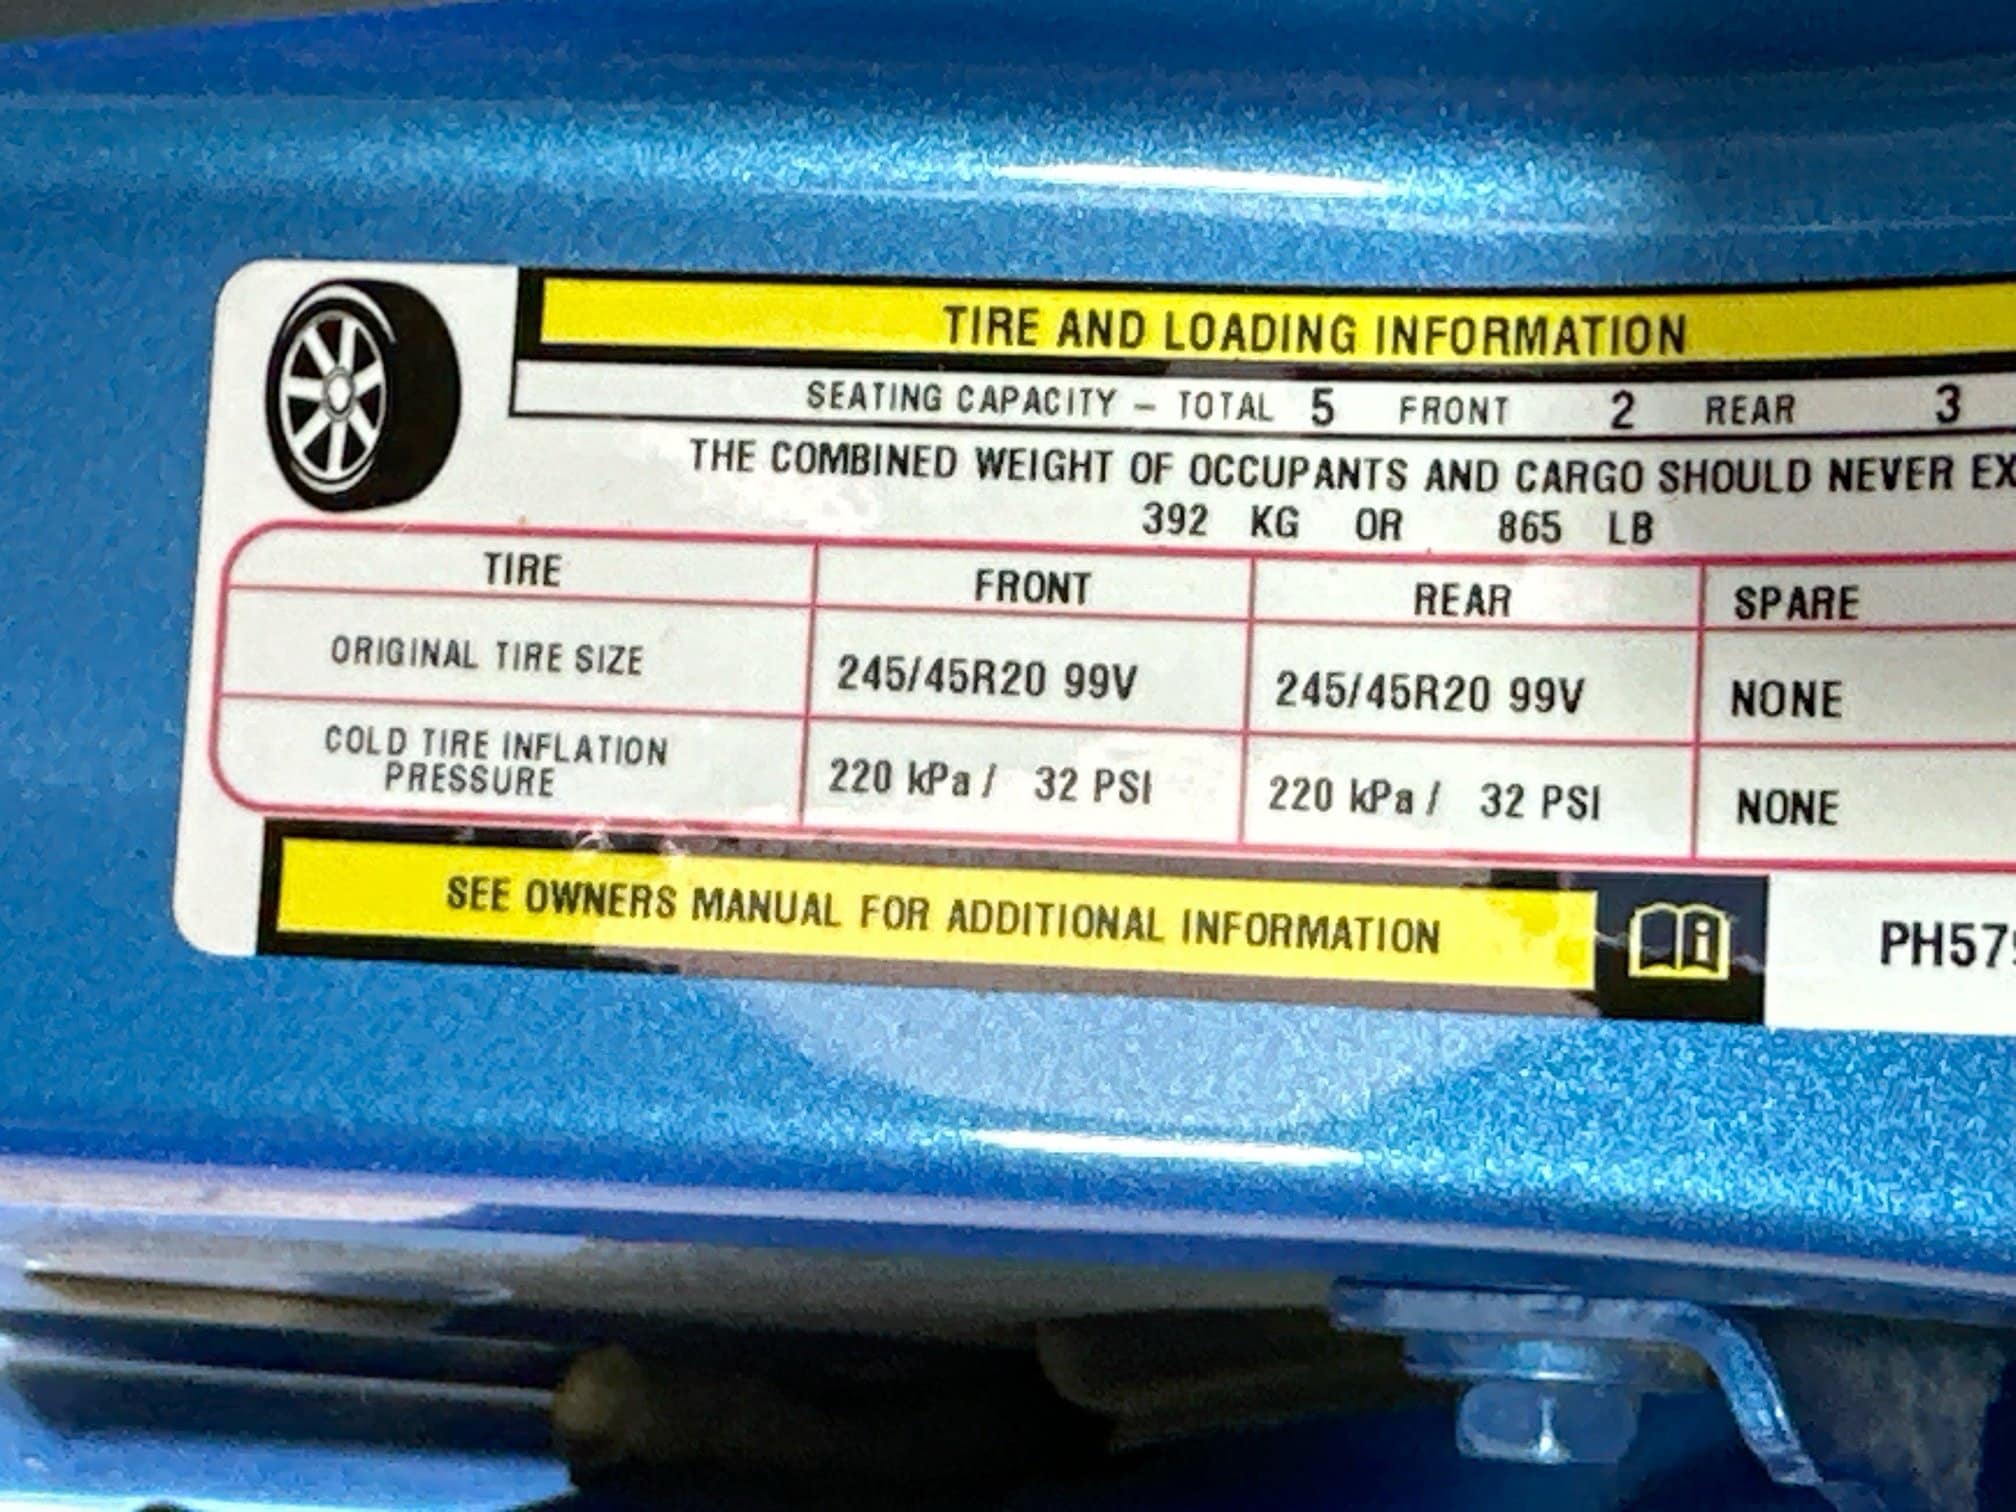 TIRE AND LOADING INFORMATION
SEATING CAPACITY – TOTAL 5 FRONT 2 REAR 3
THE COMBINED WEIGHT OF OCCUPANTS AND CARGO SHOULD NEVER
392 KG OR 865 LB
TIRE FRONT REAR SPARE
ORIGINAL TIRE SIZE 245/45R20 99V 245/45R20 99V NONE
COLD TIRE INFLATION
PRESSURE 220 kPa / 32 PSI 220 kPa / 32 PSI NONE
SEE OWNERS MANUAL FOR ADDITIONAL INFORMATION